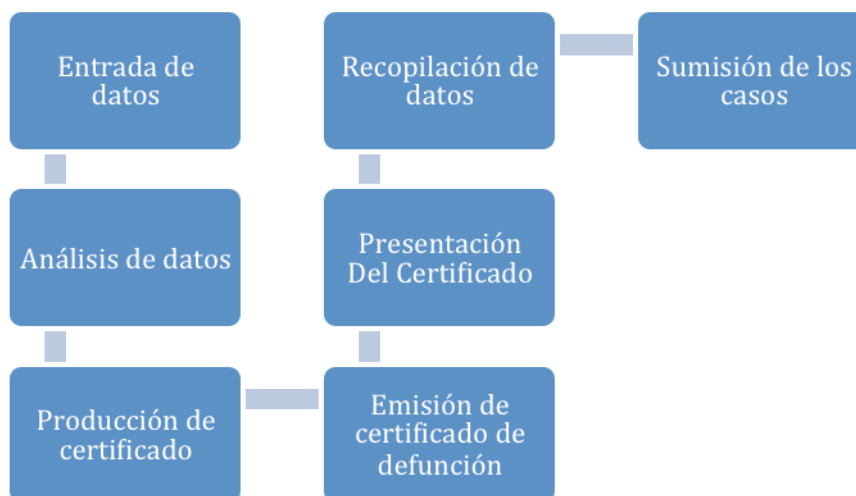 Entrada de
datos
Análisis de datos
Producción de
certificado
Emisión de
certificado de
defunción
Presentación
Del Certificado
Recopilación de
datos
Sumisión de los
casos